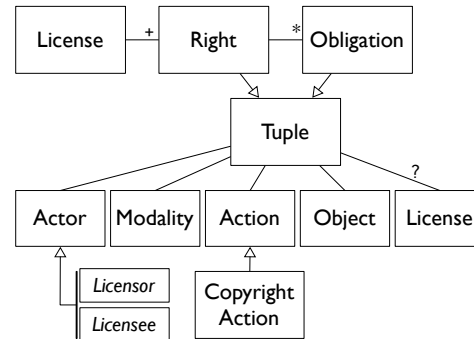 License + Right * Obligation
Tuple
?
Actor Modality Action Object License
Licensor
Licensee
Copyright
Action